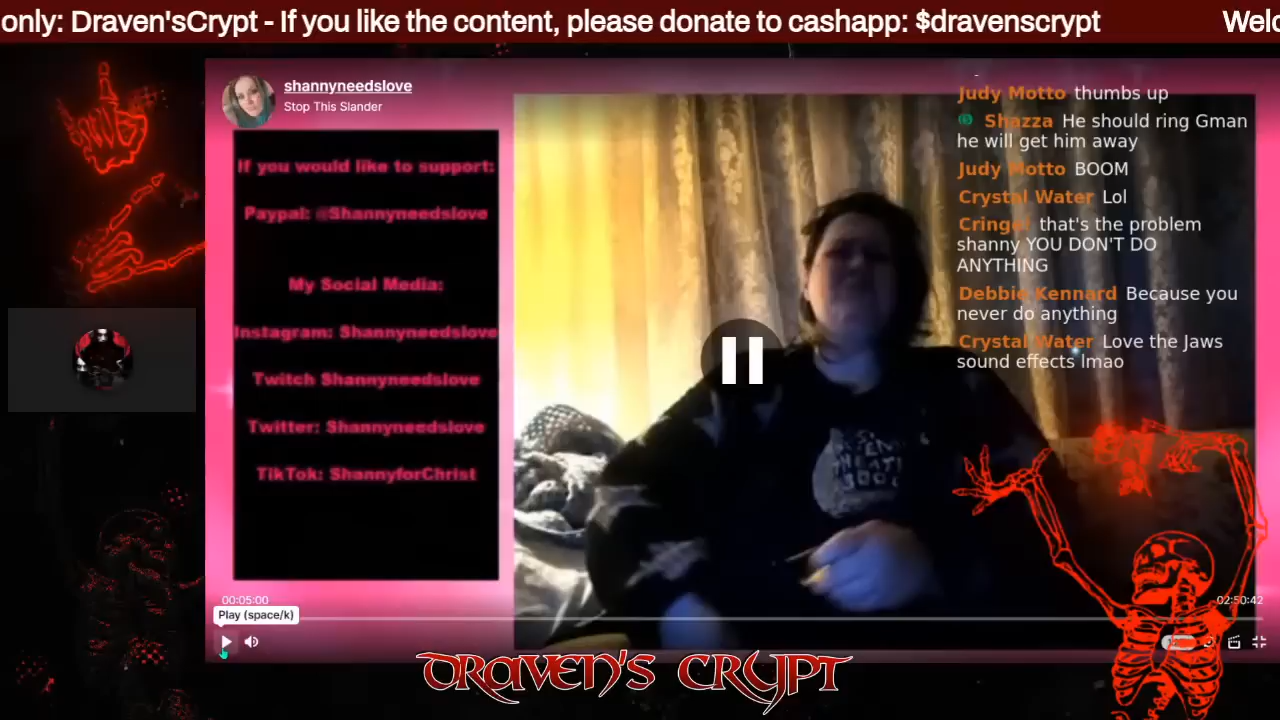 only: Draven'sCrypt - If you like the content, please donate to cashapp: $dravenscrypt
Welc
shannyneedslove
Stop This Slander
If you would like to support:
Paypal: @Shannyneedslove
My Social Media:
Instagram: Shannyneedslove
Twitch Shannyneedslove
Twitter: Shannyneedslove
TikTok: ShannyforChrist
Judy Motto thumbs up
Shazza He should ring Gman
he will get him away
Judy Motto BOOM
Crystal Water Lol
Cringer that's the problem
shanny YOU DON'T DO
ANYTHING
Debbie Kennard Because you
never do anything
Crystal Water Love the Jaws
sound effects lmao
00:05:00
02:50:42
Play (space/k)
DRAVEN'S CRYPT